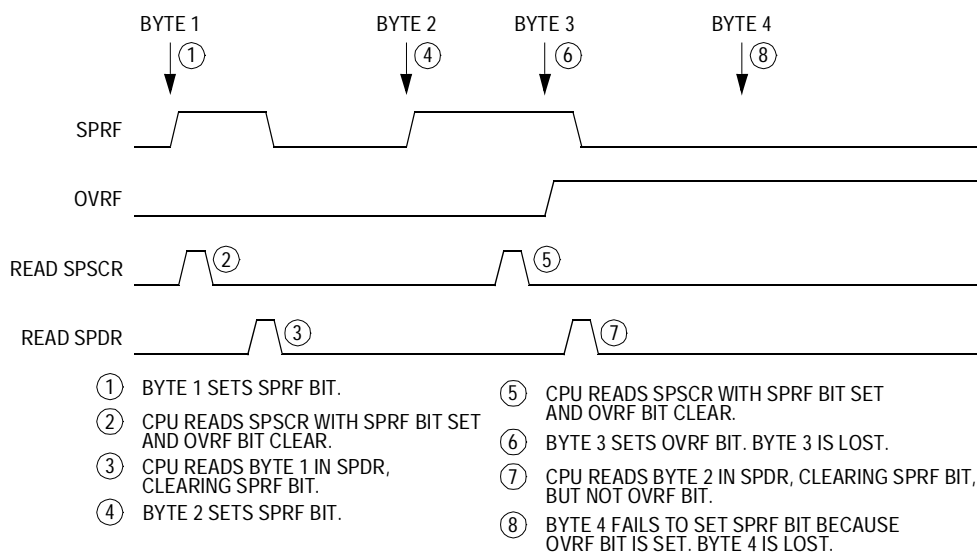 BYTE 1 BYTE 2 BYTE 3 BYTE 4
1 4 6 8
SPRF
OVRF
READ SPSCR 2 5
READ SPDR 3 7
1 BYTE 1 SETS SPRF BIT.
2 CPU READS SPSCR WITH SPRF BIT SET
AND OVRF BIT CLEAR.
3 CPU READS BYTE 1 IN SPDR,
CLEARING SPRF BIT.
4 BYTE 2 SETS SPRF BIT.
5 CPU READS SPSCR WITH SPRF BIT SET
AND OVRF BIT CLEAR.
6 BYTE 3 SETS OVRF BIT. BYTE 3 IS LOST.
7 CPU READS BYTE 2 IN SPDR, CLEARING SPRF BIT,
BUT NOT OVRF BIT.
8 BYTE 4 FAILS TO SET SPRF BIT BECAUSE
OVRF BIT IS SET. BYTE 4 IS LOST.